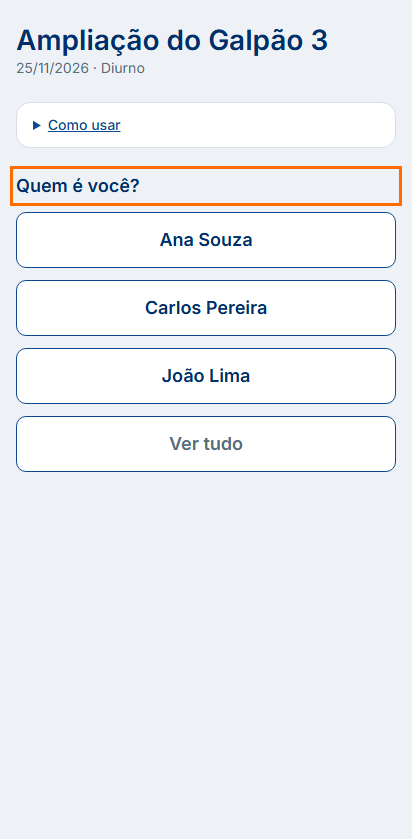 Ampliação do Galpão 3
25/11/2026 · Diurno
Como usar
Quem é você?
Ana Souza
Carlos Pereira
João Lima
Ver tudo